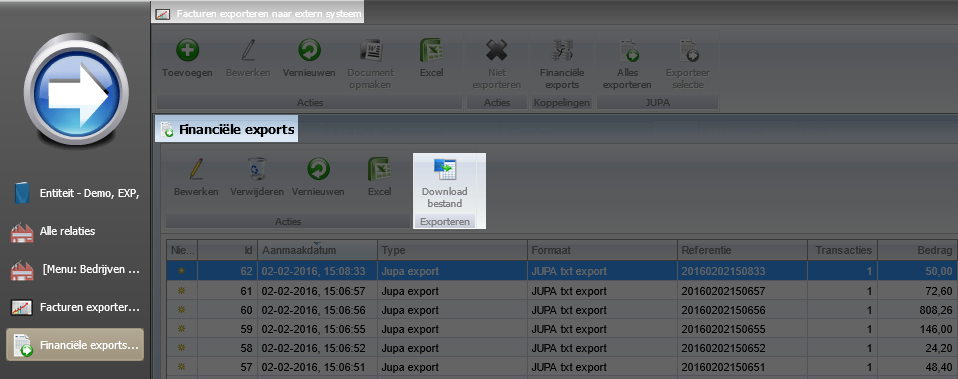 Facturen exporteren naar extern systeem
Toevoegen Bewerken Vernieuwen Document opmaken Excel Niet exporteren Financiële exports Alles exporteren Exporteer selectie
Acties Acties Koppelingen JUPA
Financiële exports
Bewerken Verwijderen Vernieuwen Excel Download bestand
Acties Exporteren
Entiteit - Demo, EXP,
Alle relaties
[Menu: Bedrijven ...
Facturen exporter...
Financiële exports...
Nie... Id Aanmaakdatum Type Formaat Referentie Transacties Bedrag
62 02-02-2016, 15:08:33 Jupa export JUPA txt export 20160202150833 1 50,00
61 02-02-2016, 15:06:57 Jupa export JUPA txt export 20160202150657 1 72,60
60 02-02-2016, 15:06:56 Jupa export JUPA txt export 20160202150656 1 808,26
59 02-02-2016, 15:06:55 Jupa export JUPA txt export 20160202150655 1 146,00
58 02-02-2016, 15:06:52 Jupa export JUPA txt export 20160202150652 1 24,20
57 02-02-2016, 15:06:51 Jupa export JUPA txt export 20160202150651 1 48,40